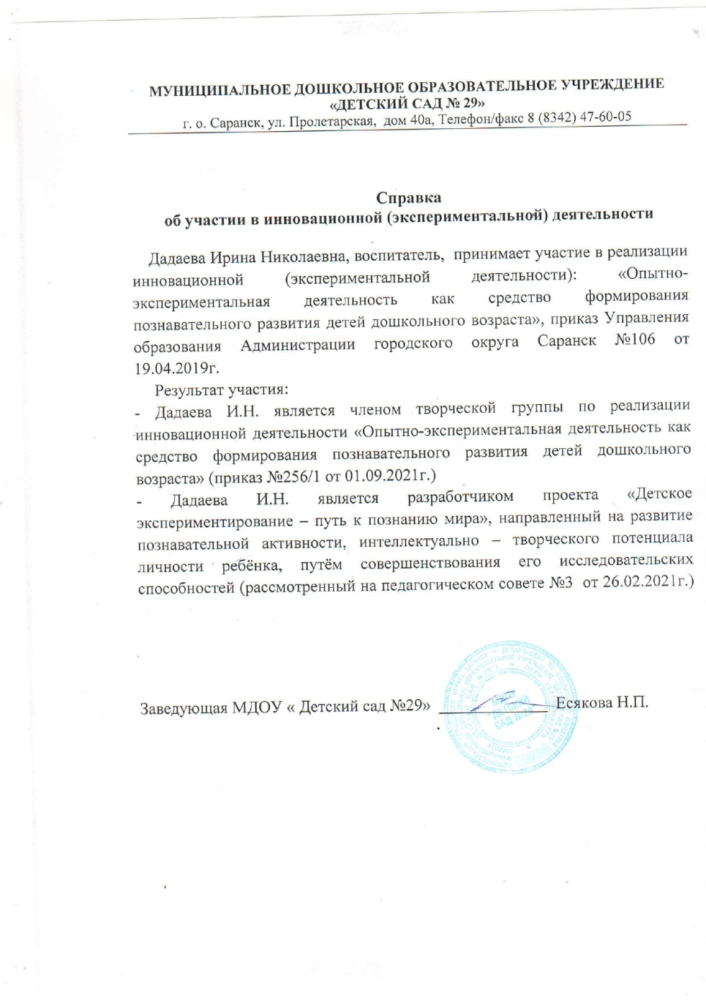 МУНИЦИПАЛЬНОЕ ДОШКОЛЬНОЕ ОБРАЗОВАТЕЛЬНОЕ УЧРЕЖДЕНИЕ
«ДЕТСКИЙ САД № 29»
г. о. Саранск, ул. Пролетарская, дом 40а, Телефон/факс 8 (8342) 47-60-05
Справка
об участии в инновационной (экспериментальной) деятельности
Дадаева Ирина Николаевна, воспитатель, принимает участие в реализации
инновационной (экспериментальной деятельности): «Опытно-
экспериментальная деятельность как средство формирования
познавательного развития детей дошкольного возраста», приказ Управления
образования Администрации городского округа Саранск №106 от
19.04.2019г.
Результат участия:
- Дадаева И.Н. является членом творческой группы по реализации
инновационной деятельности «Опытно-экспериментальная деятельность как
средство формирования познавательного развития детей дошкольного
возраста» (приказ №256/1 от 01.09.2021г.)
- Дадаева И.Н. является разработчиком проекта «Детское
экспериментирование – путь к познанию мира», направленный на развитие
познавательной активности, интеллектуально – творческого потенциала
личности ребёнка, путём совершенствования его исследовательских
способностей (рассмотренный на педагогическом совете №3 от 26.02.2021г.)
Заведующая МДОУ « Детский сад №29» Есякова Н.П.
МДОУ
«ДЕТСКИЙ
САД №29»